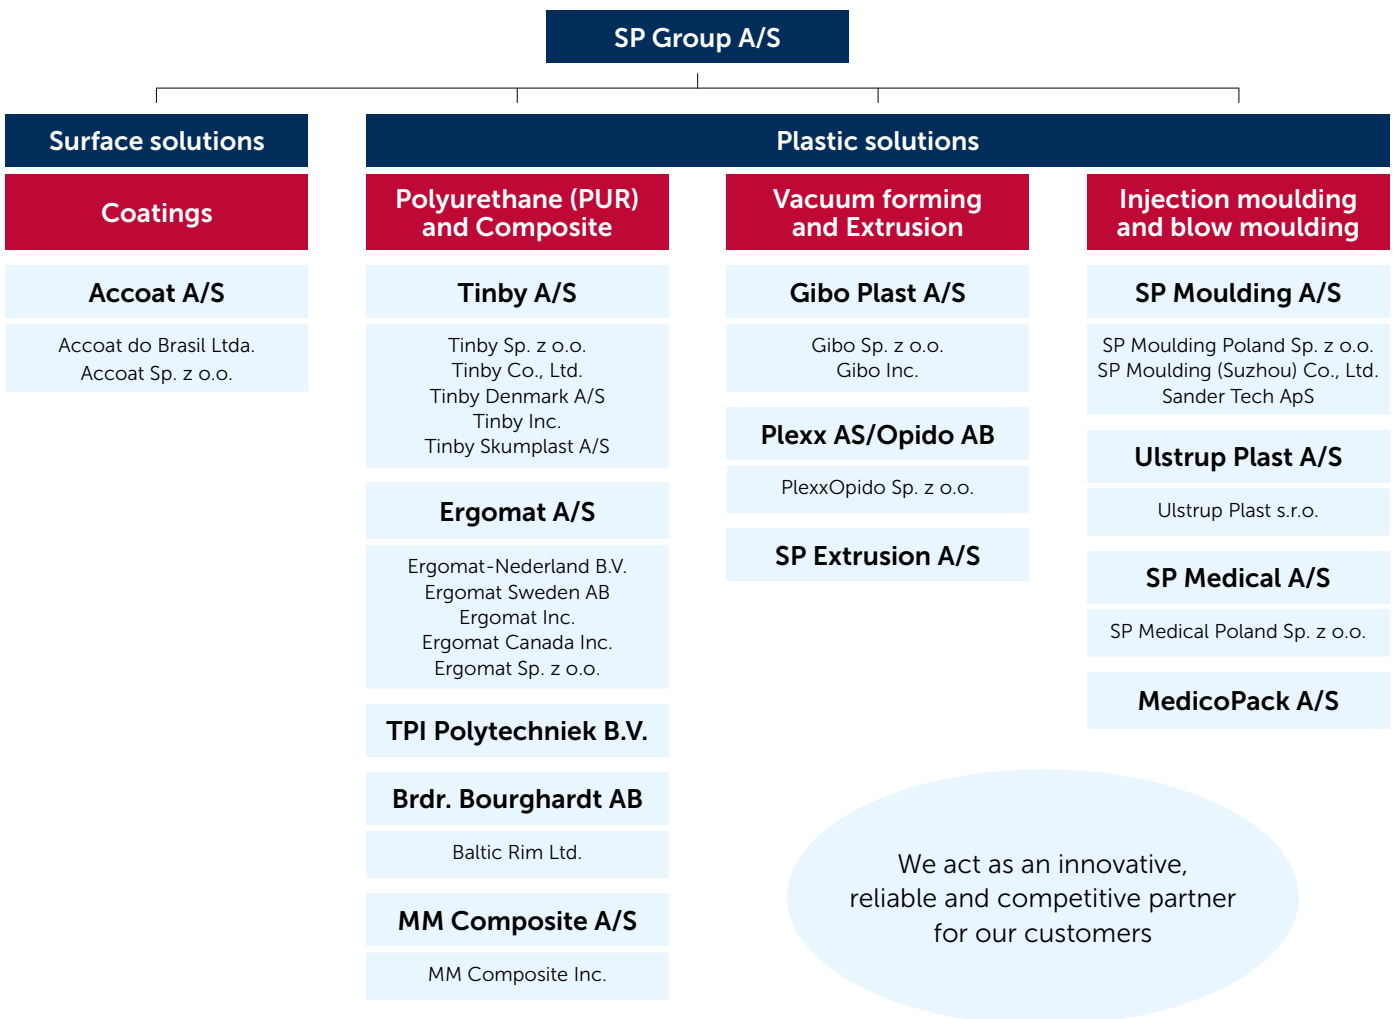 SP Group A/S
Surface solutions
Plastic solutions
Coatings
Accoat A/S
Accoat do Brasil Ltda.
Accoat Sp. z o.o.
Polyurethane (PUR)
and Composite
Tinby A/S
Tinby Sp. z o.o.
Tinby Co., Ltd.
Tinby Denmark A/S
Tinby Inc.
Tinby Skumplast A/S
Ergomat A/S
Ergomat-Nederland B.V.
Ergomat Sweden AB
Ergomat Inc.
Ergomat Canada Inc.
Ergomat Sp. z o.o.
TPI Polytechniek B.V.
Brdr. Bourghardt AB
Baltic Rim Ltd.
MM Composite A/S
MM Composite Inc.
Vacuum forming
and Extrusion
Gibo Plast A/S
Gibo Sp. z o.o.
Gibo Inc.
Plexx AS/Opido AB
PlexxOpido Sp. z o.o.
SP Extrusion A/S
Injection moulding
and blow moulding
SP Moulding A/S
SP Moulding Poland Sp. z o.o.
SP Moulding (Suzhou) Co., Ltd.
Sander Tech ApS
Ulstrup Plast A/S
Ulstrup Plast s.r.o.
SP Medical A/S
SP Medical Poland Sp. z o.o.
MedicoPack A/S
We act as an innovative,
reliable and competitive partner
for our customers